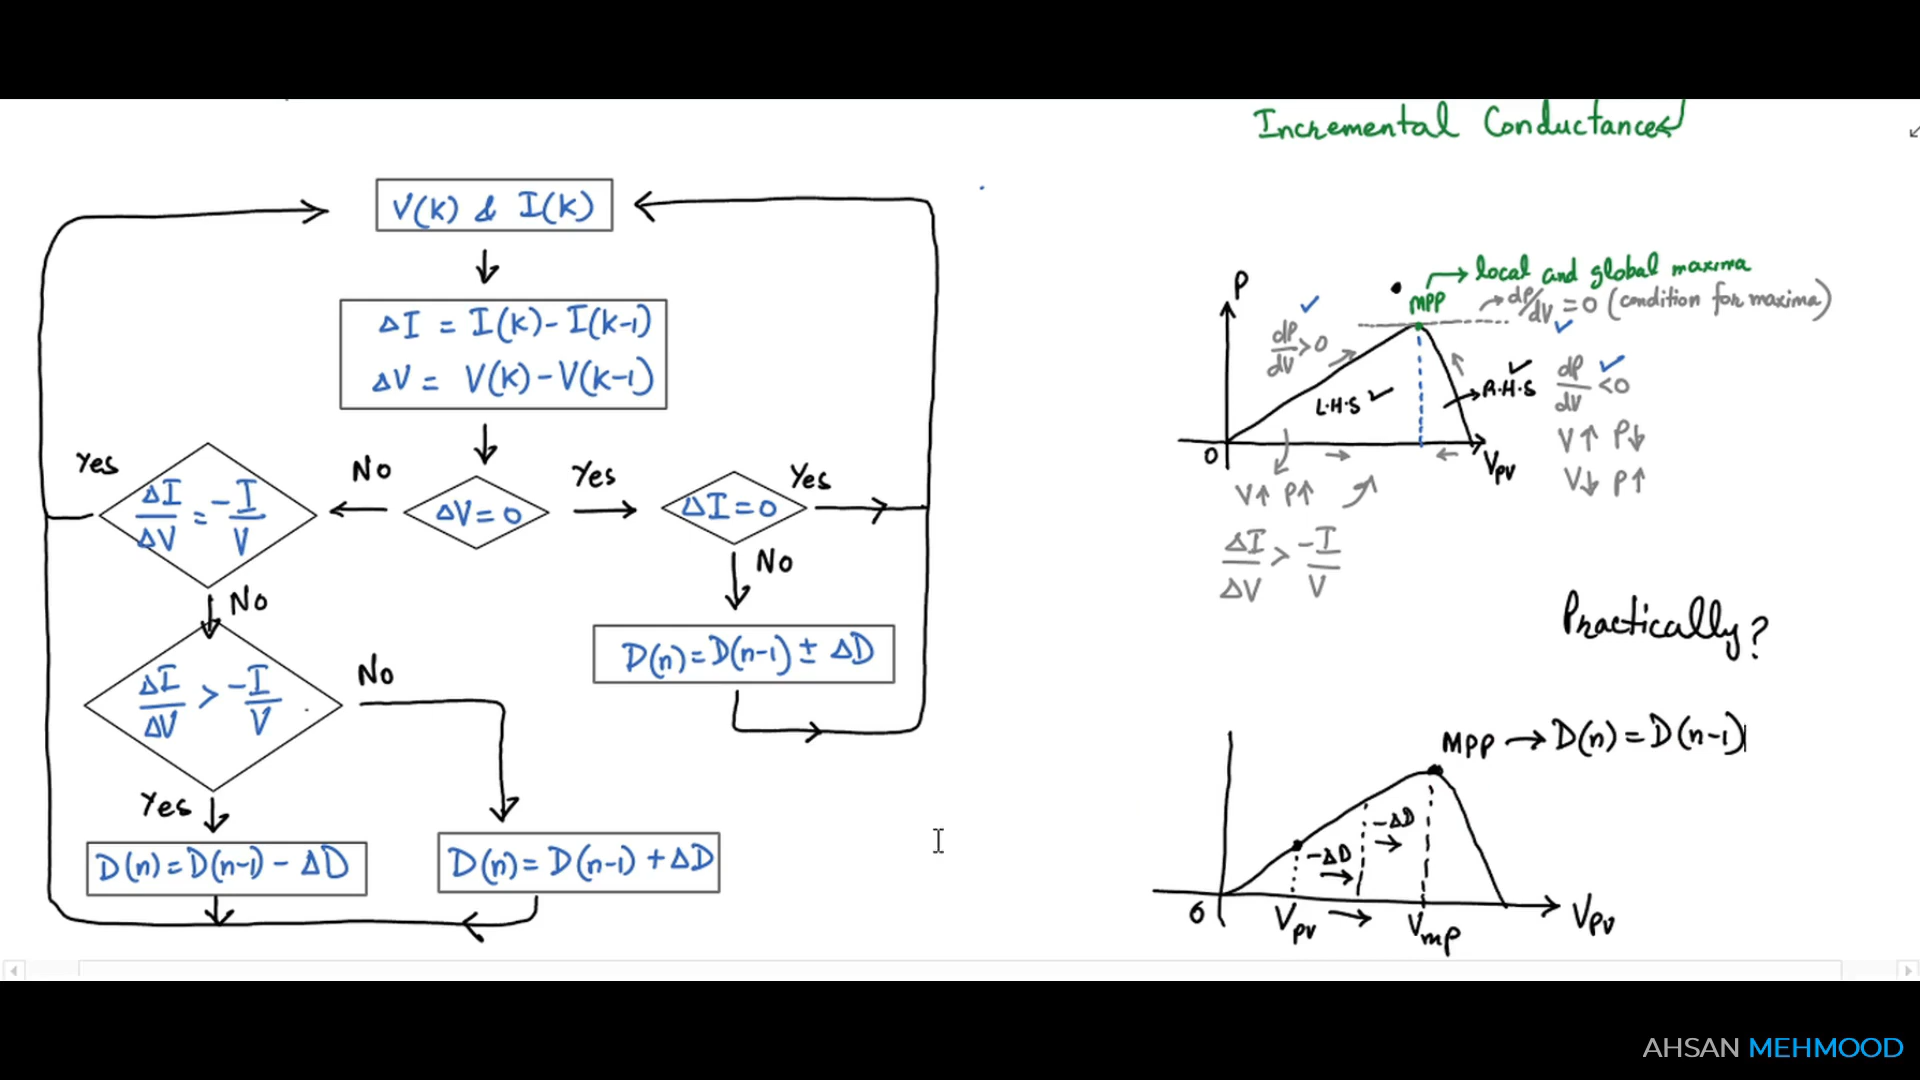 Incremental Conductance
V(k) & I(k)
ΔI = I(k)-I(k-1)
ΔV = V(k)-V(k-1)
Yes
ΔI/ΔV = -I/V
No
ΔV=0
Yes
ΔI=0
Yes
No
No
D(n)=D(n-1) ± ΔD
ΔI/ΔV > -I/V
No
Yes
D(n)=D(n-1) - ΔD
D(n)=D(n-1) +ΔD
P
local and global maxima
MPP
dP/dV = 0 (condition for maxima)
dP/dV > 0
L.H.S
R.H.S
dP/dV < 0
V↑ P↓
V↓ P↑
0
Vpv
V↑ P↑
ΔI/ΔV > -I/V
Practically?
MPP → D(n) = D(n-1)
-ΔD
-ΔD
0
Vpv
Vmp
Vpv
AHSAN MEHMOOD